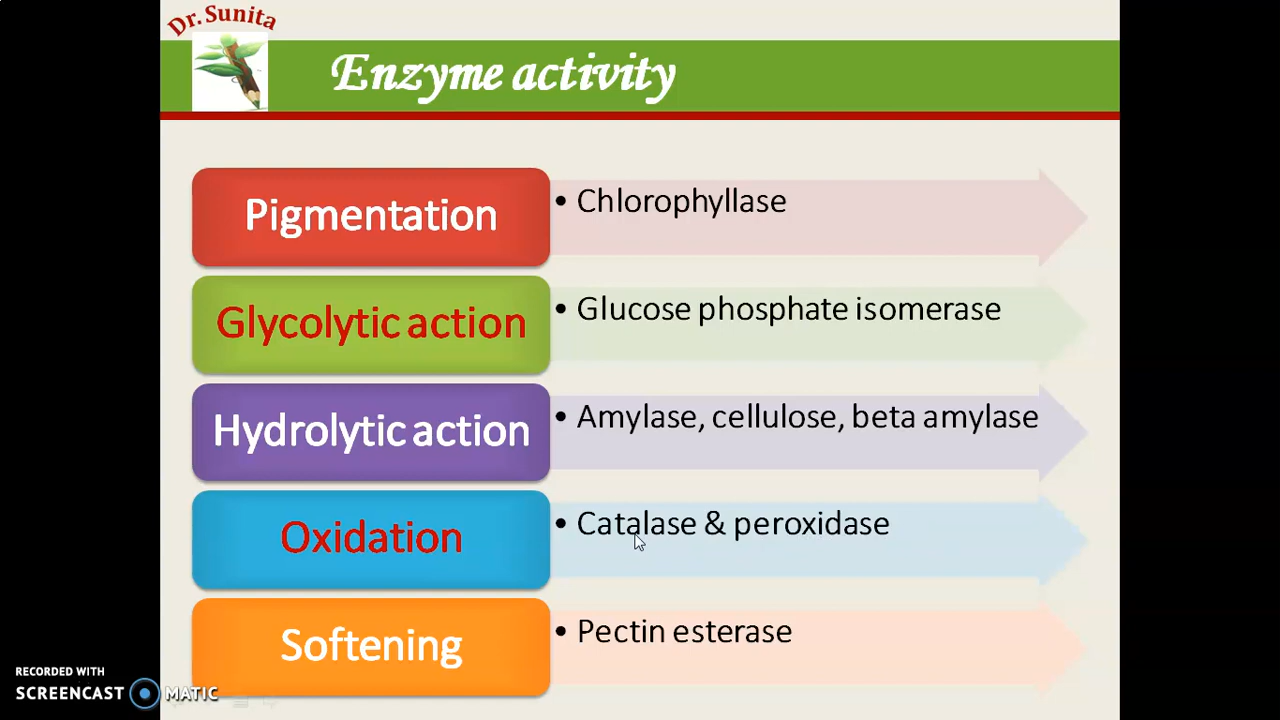 Dr. Sunita
Enzyme activity
Pigmentation
• Chlorophyllase
Glycolytic action
• Glucose phosphate isomerase
Hydrolytic action
• Amylase, cellulose, beta amylase
Oxidation
• Catalase & peroxidase
Softening
• Pectin esterase
RECORDED WITH
SCREENCAST MATIC